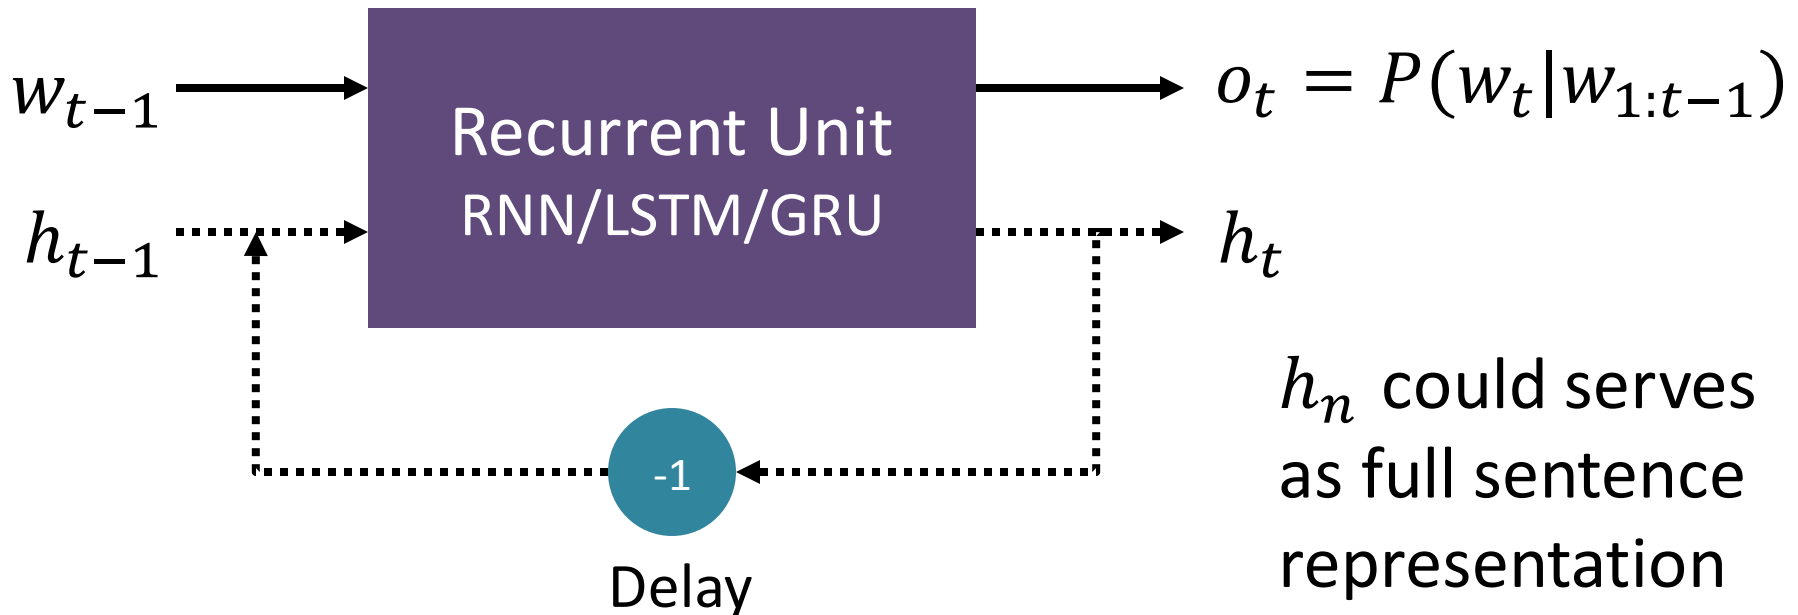 w_{t−1}
o_t = P(w_t|w_{1:t−1})
Recurrent Unit
RNN/LSTM/GRU
h_{t−1}
h_t
h_n could serves
as full sentence
representation
-1
Delay